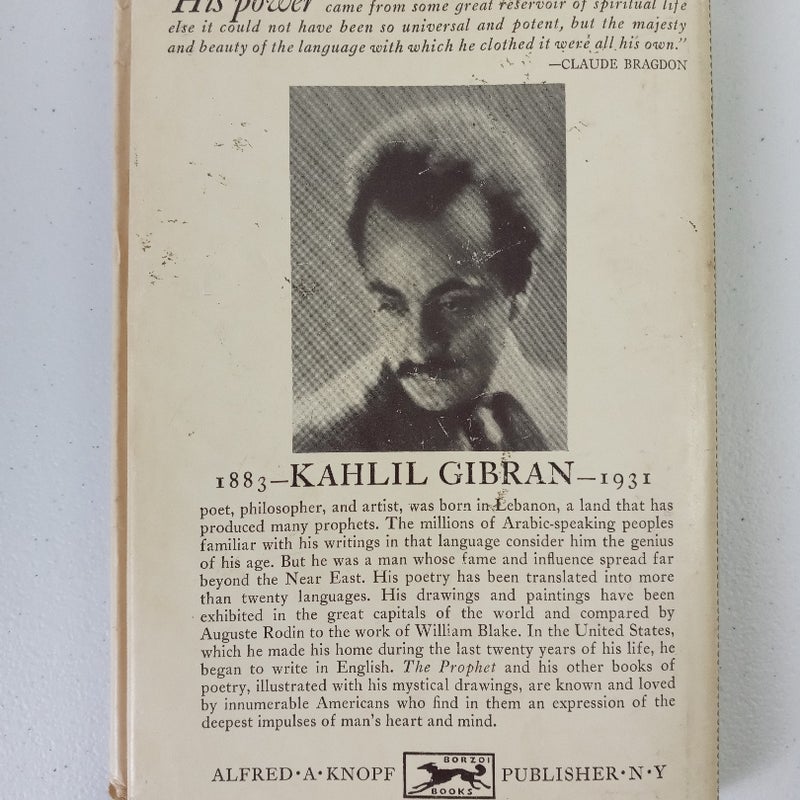 "His power came from some great reservoir of spiritual life
else it could not have been so universal and potent, but the majesty
and beauty of the language with which he clothed it were all his own."
—CLAUDE BRAGDON
1883—KAHLIL GIBRAN—1931
poet, philosopher, and artist, was born in Lebanon, a land that has
produced many prophets. The millions of Arabic-speaking peoples
familiar with his writings in that language consider him the genius
of his age. But he was a man whose fame and influence spread far
beyond the Near East. His poetry has been translated into more
than twenty languages. His drawings and paintings have been
exhibited in the great capitals of the world and compared by
Auguste Rodin to the work of William Blake. In the United States,
which he made his home during the last twenty years of his life, he
began to write in English. The Prophet and his other books of
poetry, illustrated with his mystical drawings, are known and loved
by innumerable Americans who find in them an expression of the
deepest impulses of man's heart and mind.
ALFRED·A·KNOPF
BORZOI
BOOKS
PUBLISHER·N·Y